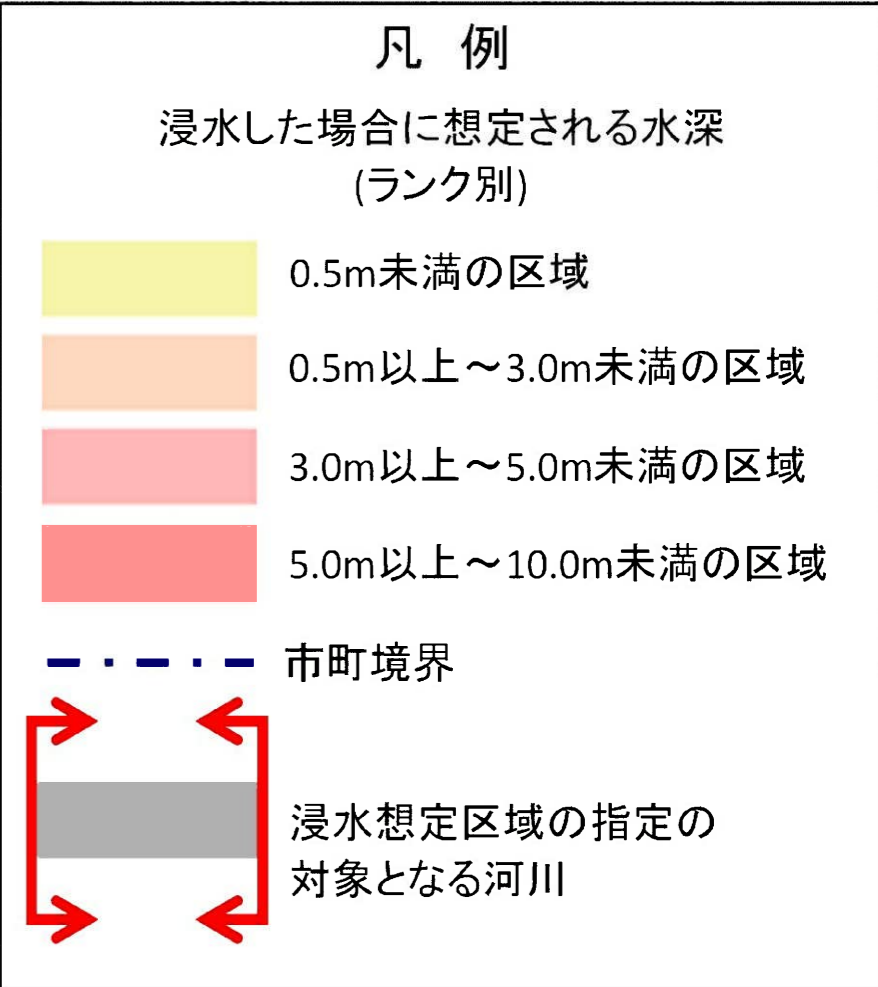 凡 例
浸水した場合に想定される水深
(ランク別)
0.5m未満の区域
0.5m以上～3.0m未満の区域
3.0m以上～5.0m未満の区域
5.0m以上～10.0m未満の区域
市町境界
浸水想定区域の指定の
対象となる河川